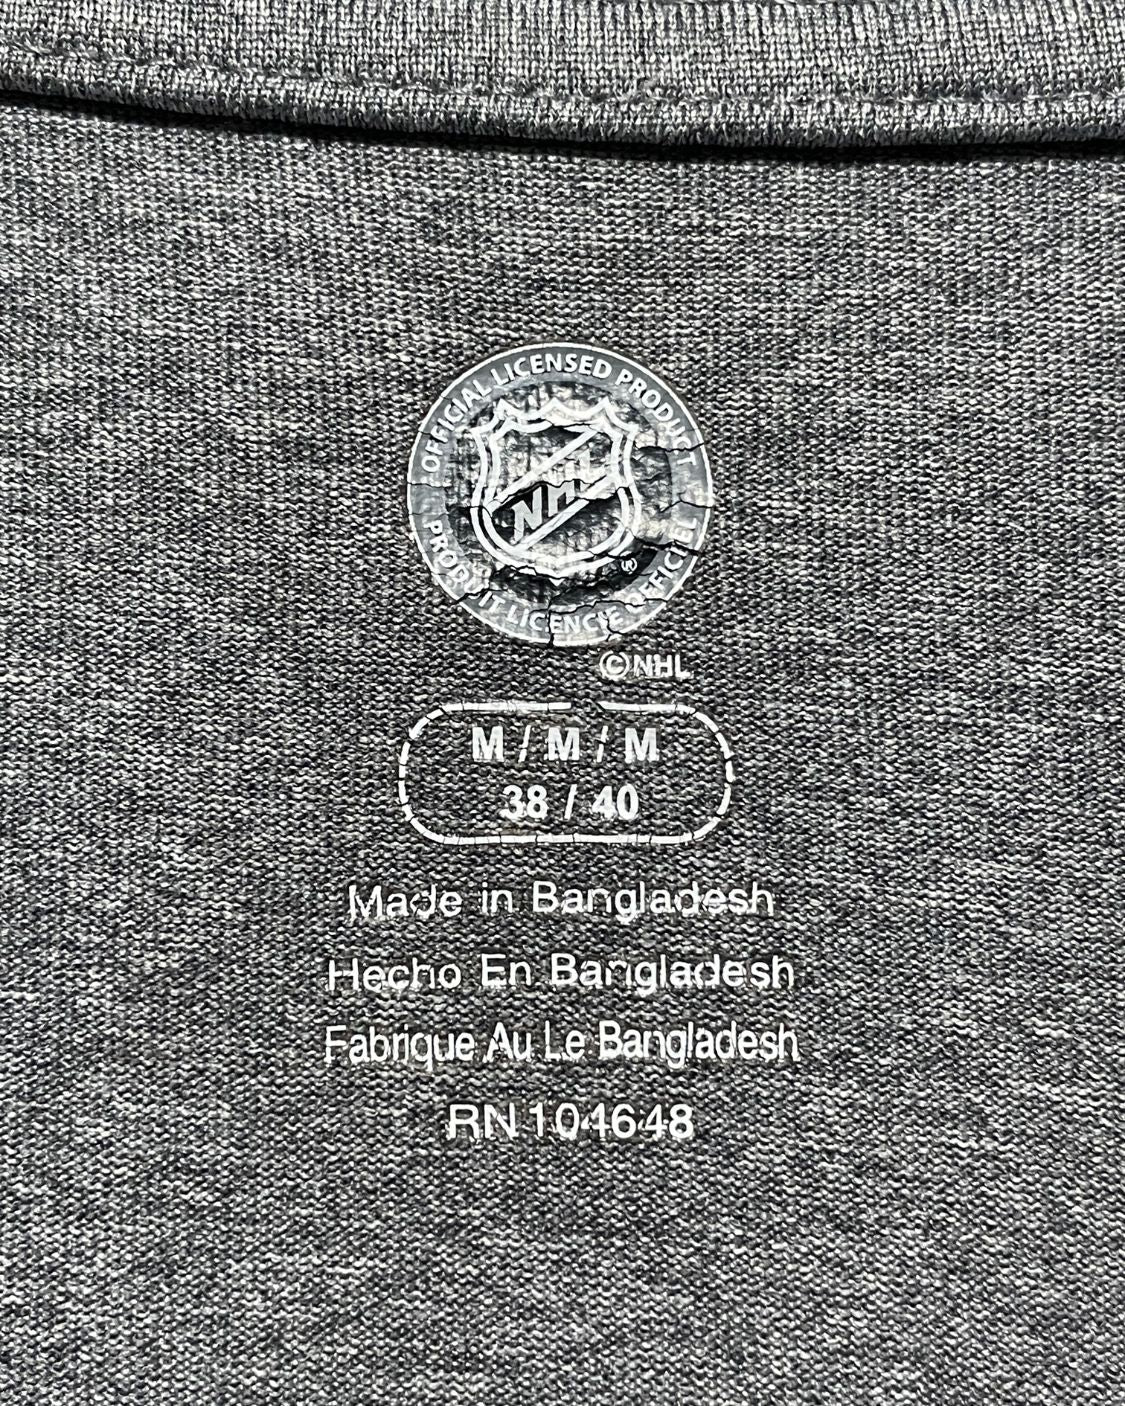 OFFICIAL LICENSED PRODUCT
NHL
®
PRODUIT LICENCIÉ OFFICIEL
©NHL
M / M / M
38 / 40
Made in Bangladesh
Hecho En Bangladesh
Fabrique Au Le Bangladesh
RN 104648